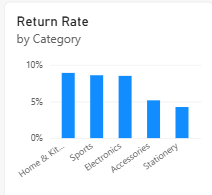 Return Rate
by Category
10%
5%
0%
Home & Kit...
Sports
Electronics
Accessories
Stationery